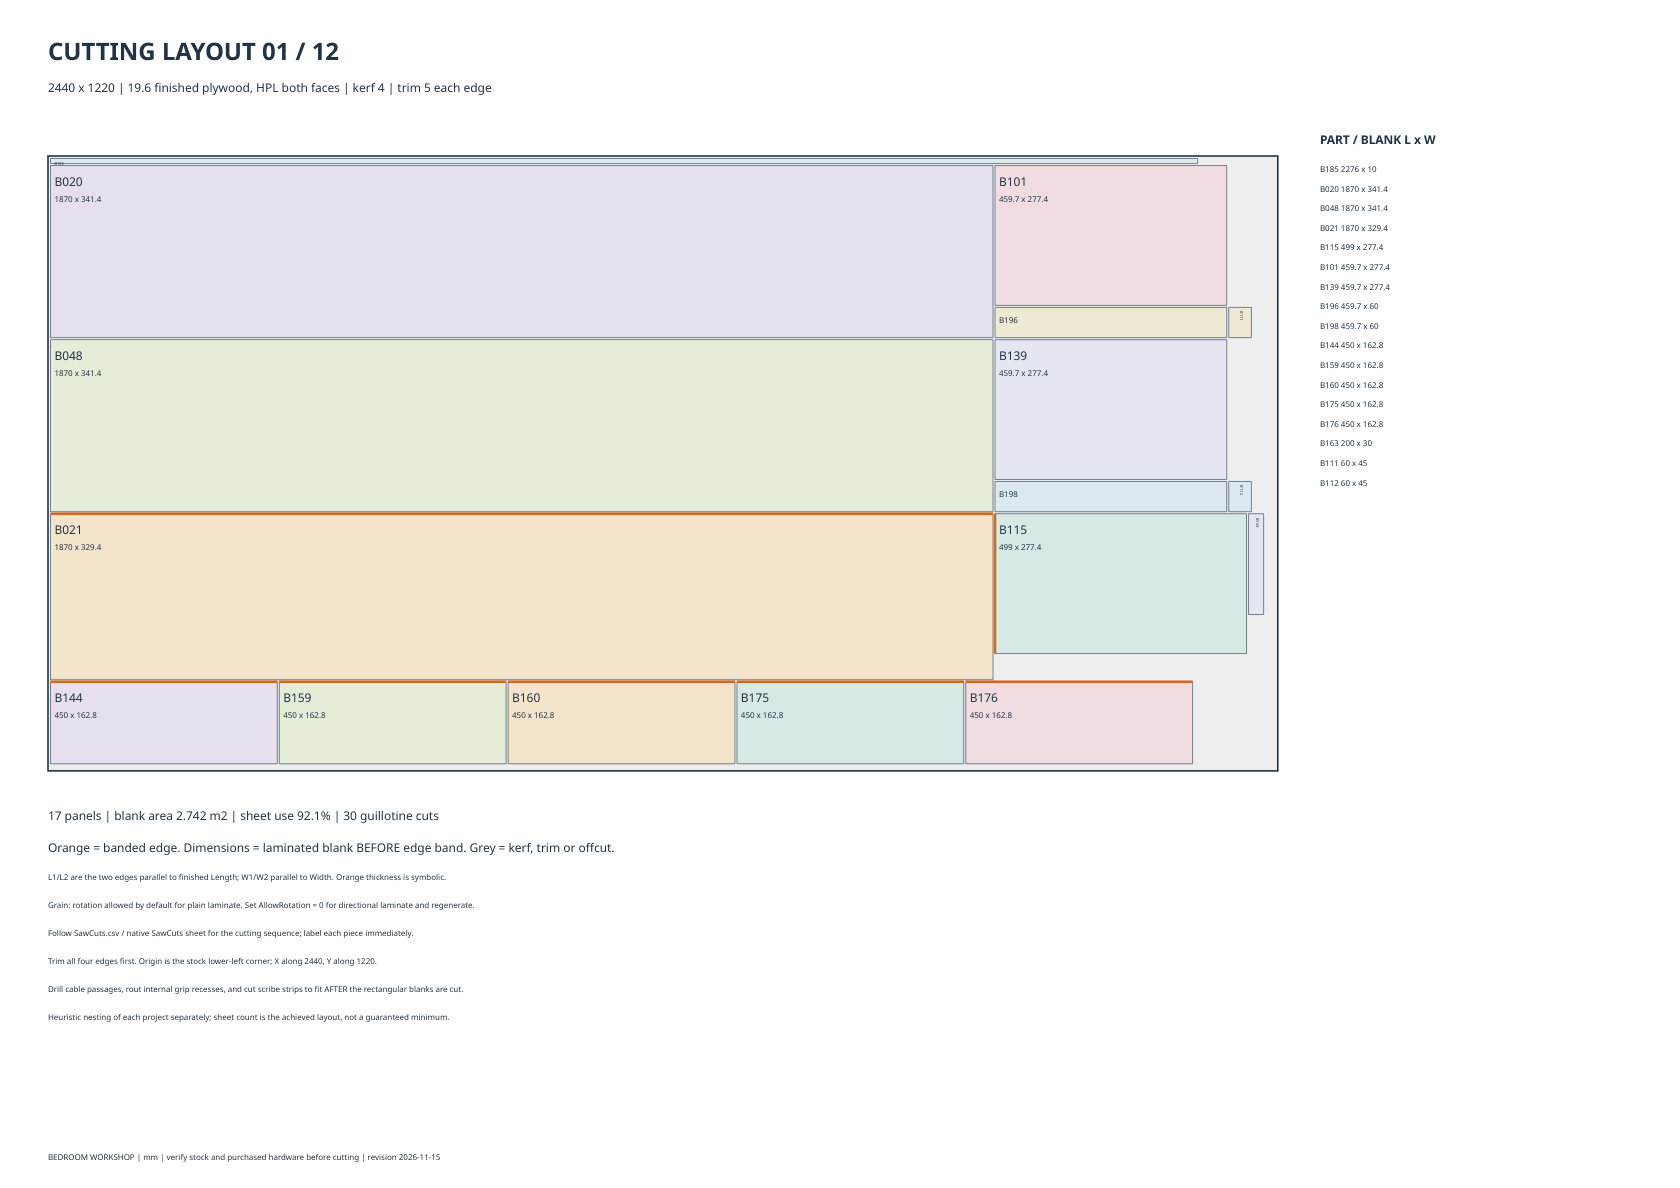 CUTTING LAYOUT 01 / 12
2440 x 1220 | 19.6 finished plywood, HPL both faces | kerf 4 | trim 5 each edge
PART / BLANK L x W
B185 2276 x 10
B020 1870 x 341.4
B048 1870 x 341.4
B021 1870 x 329.4
B115 499 x 277.4
B101 459.7 x 277.4
B139 459.7 x 277.4
B196 459.7 x 60
B198 459.7 x 60
B144 450 x 162.8
B159 450 x 162.8
B160 450 x 162.8
B175 450 x 162.8
B176 450 x 162.8
B163 200 x 30
B111 60 x 45
B112 60 x 45
B020
1870 x 341.4
B101
459.7 x 277.4
B196
B048
1870 x 341.4
B139
459.7 x 277.4
B198
B021
1870 x 329.4
B115
499 x 277.4
B144
450 x 162.8
B159
450 x 162.8
B160
450 x 162.8
B175
450 x 162.8
B176
450 x 162.8
17 panels | blank area 2.742 m2 | sheet use 92.1% | 30 guillotine cuts
Orange = banded edge. Dimensions = laminated blank BEFORE edge band. Grey = kerf, trim or offcut.
L1/L2 are the two edges parallel to finished Length; W1/W2 parallel to Width. Orange thickness is symbolic.
Grain: rotation allowed by default for plain laminate. Set AllowRotation = 0 for directional laminate and regenerate.
Follow SawCuts.csv / native SawCuts sheet for the cutting sequence; label each piece immediately.
Trim all four edges first. Origin is the stock lower-left corner; X along 2440, Y along 1220.
Drill cable passages, rout internal grip recesses, and cut scribe strips to fit AFTER the rectangular blanks are cut.
Heuristic nesting of each project separately; sheet count is the achieved layout, not a guaranteed minimum.
BEDROOM WORKSHOP | mm | verify stock and purchased hardware before cutting | revision 2026-11-15